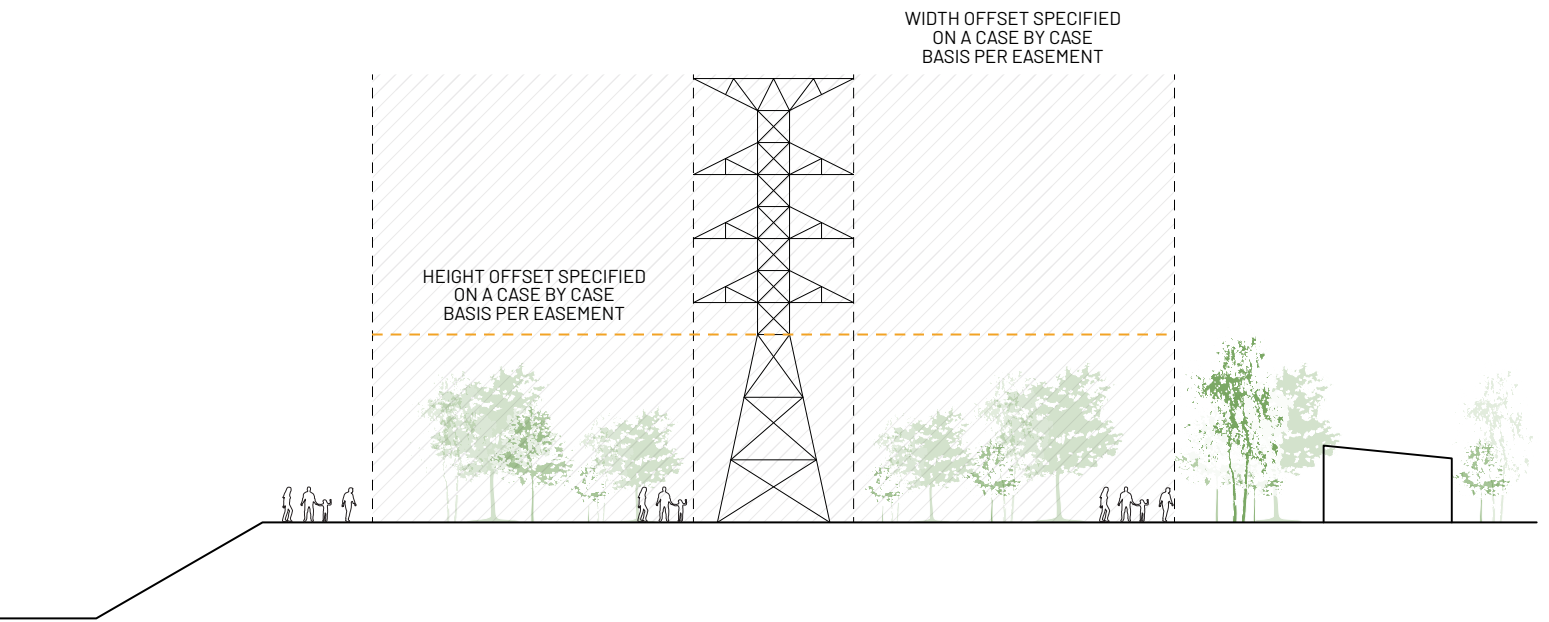 WIDTH OFFSET SPECIFIED
ON A CASE BY CASE
BASIS PER EASEMENT
HEIGHT OFFSET SPECIFIED
ON A CASE BY CASE
BASIS PER EASEMENT